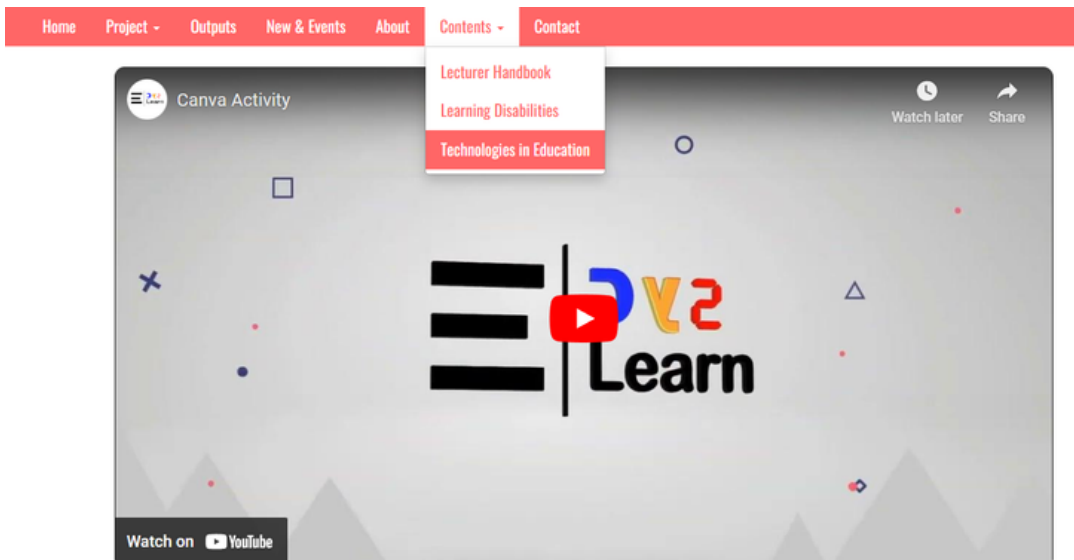 Home Project Outputs New & Events About Contents Contact
Lecturer Handbook
Learning Disabilities
Technologies in Education
Canva Activity
Watch later Share
Learn
Watch on YouTube